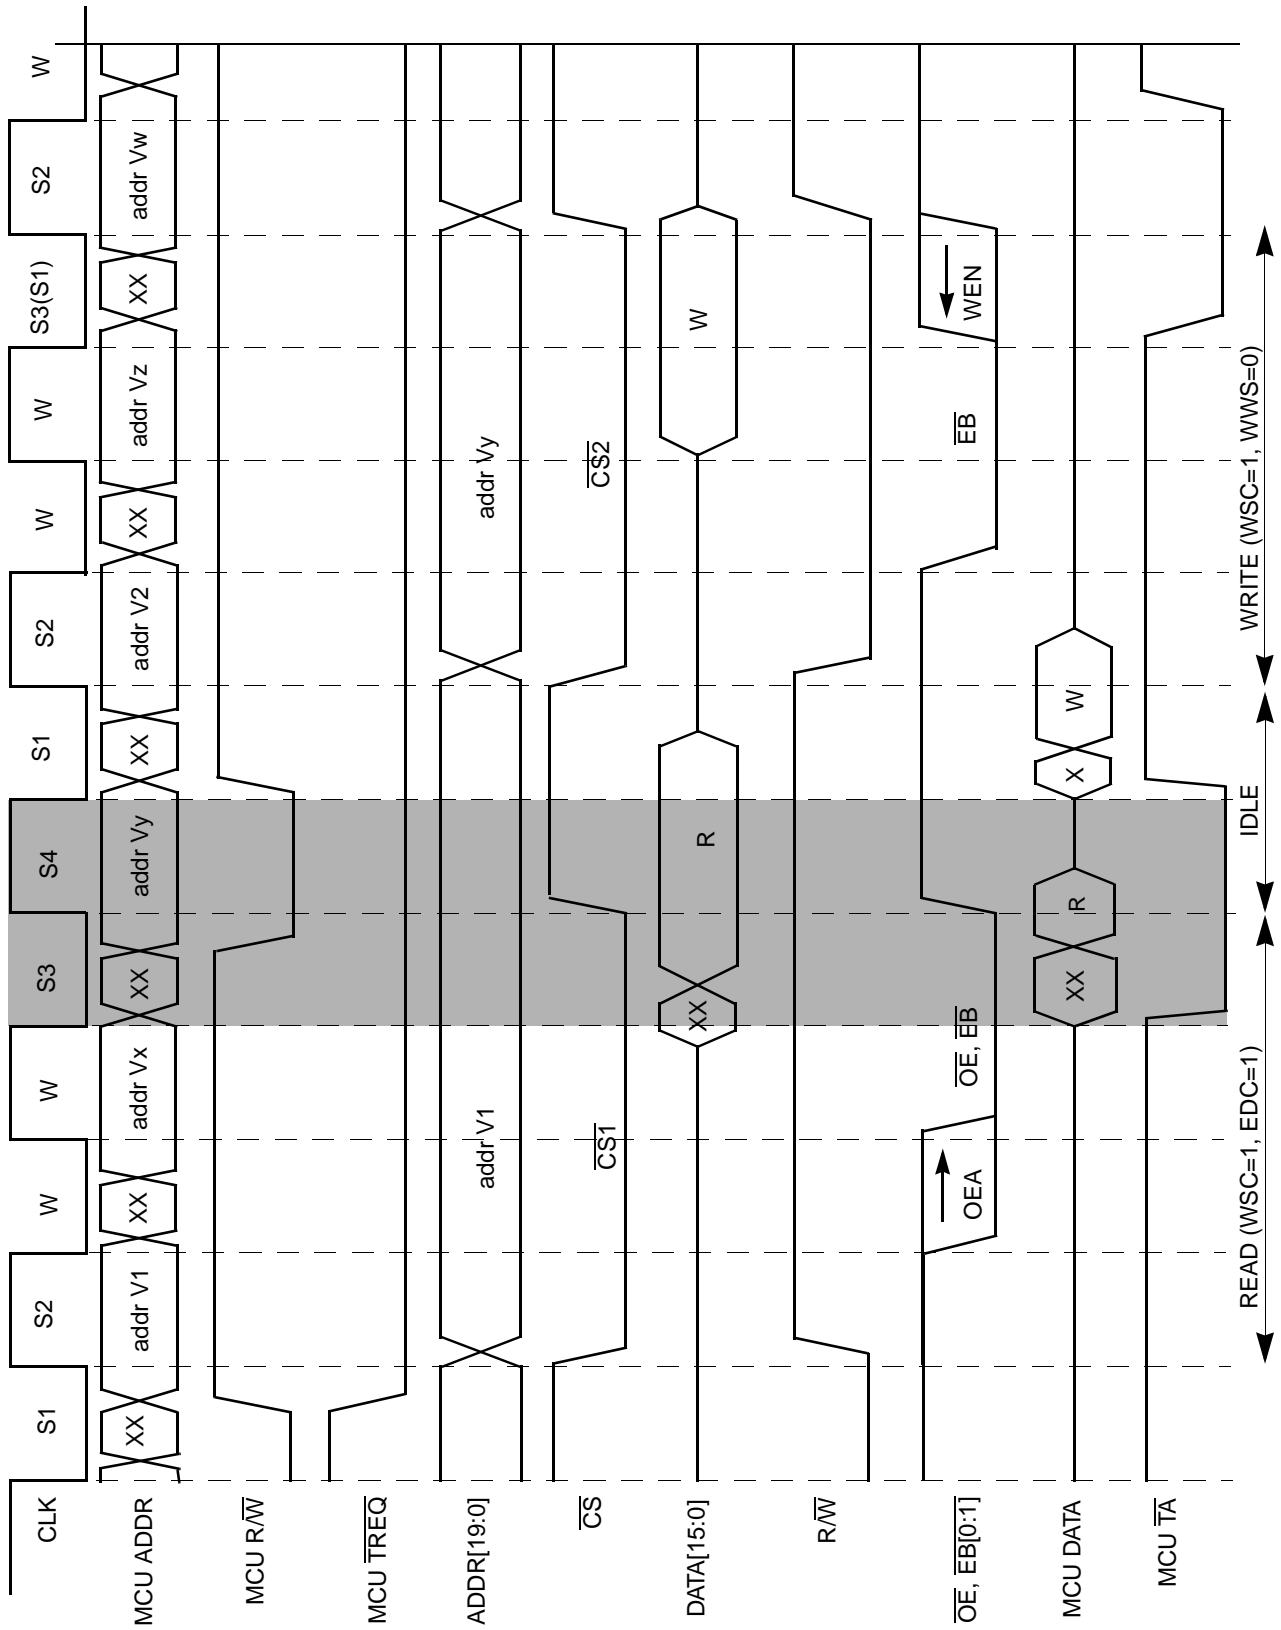 CLK S1 S2 W W S3 S4 S1 S2 W W S3(S1) S2 W
MCU ADDR XX addr V1 XX addr Vx XX addr Vy XX addr V2 XX addr Vz XX addr Vw
MCU R/W
MCU TREQ
ADDR[19:0] addr V1 addr Vy
CS CS1 CS2
DATA[15:0] XX R W
R/W
OE, EB[0:1] OEA OE, EB EB WEN
MCU DATA XX R X W
MCU TA
READ (WSC=1, EDC=1) IDLE WRITE (WSC=1, WWS=0)